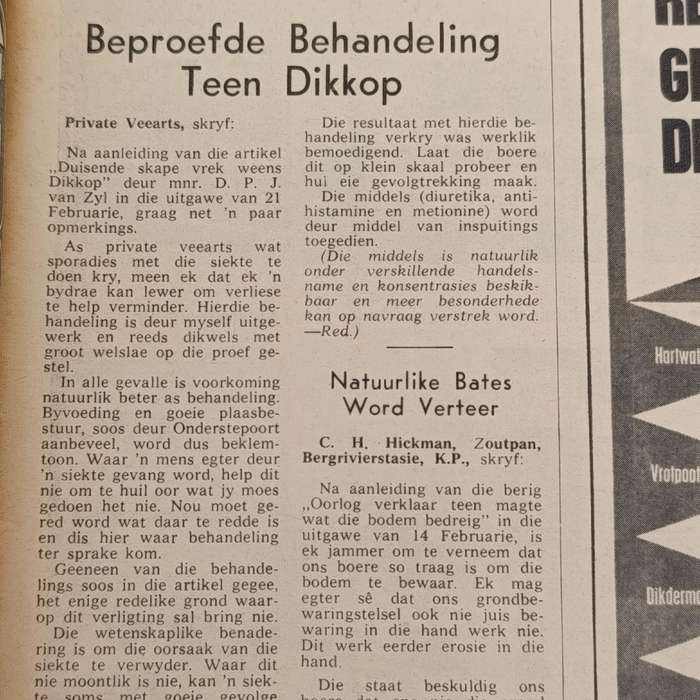 Beproefde Behandeling
Teen Dikkop
Private Veearts, skryf:
Na aanleiding van die artikel
„Duisende skape vrek weens
Dikkop” deur mnr. D. P. J.
van Zyl in die uitgawe van 21
Februarie, graag net 'n paar
opmerkings.
As private veearts wat
sporadies met die siekte te
doen kry, meen ek dat ek 'n
bydrae kan lewer om verliese
te help verminder. Hierdie be-
handeling is deur myself uitge-
werk en reeds dikwels met
groot welslae op die proef ge-
stel.
In alle gevalle is voorkoming
natuurlik beter as behandeling.
Byvoeding en goeie plaasbe-
stuur, soos deur Onderstepoort
aanbeveel, word dus beklem-
toon. Waar 'n mens egter deur
'n siekte gevang word, help dit
nie om te huil oor wat jy moes
gedoen het nie. Nou moet ge-
red word wat daar te redde is
en dis hier waar behandeling
ter sprake kom.
Geeneen van die behande-
lings soos in die artikel gegee,
het enige redelike grond waar-
op dit verligting sal bring nie.
Die wetenskaplike benade-
ring is om die oorsaak van die
siekte te verwyder. Waar dit
nie moontlik is nie, kan 'n siek-
te soms met goeie gevolge
Die resultaat met hierdie be-
handeling verkry was werklik
bemoedigend. Laat die boere
dit op klein skaal probeer en
hul eie gevolgtrekking maak.
Die middels (diuretika, anti-
histamine en metionine) word
deur middel van inspuitings
toegedien.
(Die middels is natuurlik
onder verskillende handels-
name en konsentrasies beskik-
baar en meer besonderhede
kan op navraag verstrek word.
—Red.)
Natuurlike Bates
Word Verteer
C. H. Hickman, Zoutpan,
Bergrivierstasie, K.P., skryf:
Na aanleiding van die berig
„Oorlog verklaar teen magte
wat die bodem bedreig” in die
uitgawe van 14 Februarie, is
ek jammer om te verneem dat
ons boere so traag is om die
bodem te bewaar. Ek mag
egter sê dat ons grondbe-
waringstelsel ook nie juis be-
waring in die hand werk nie.
Dit werk eerder erosie in die
hand.
Die staat beskuldig ons
Hartwat
Vrotpoot
Dikderm